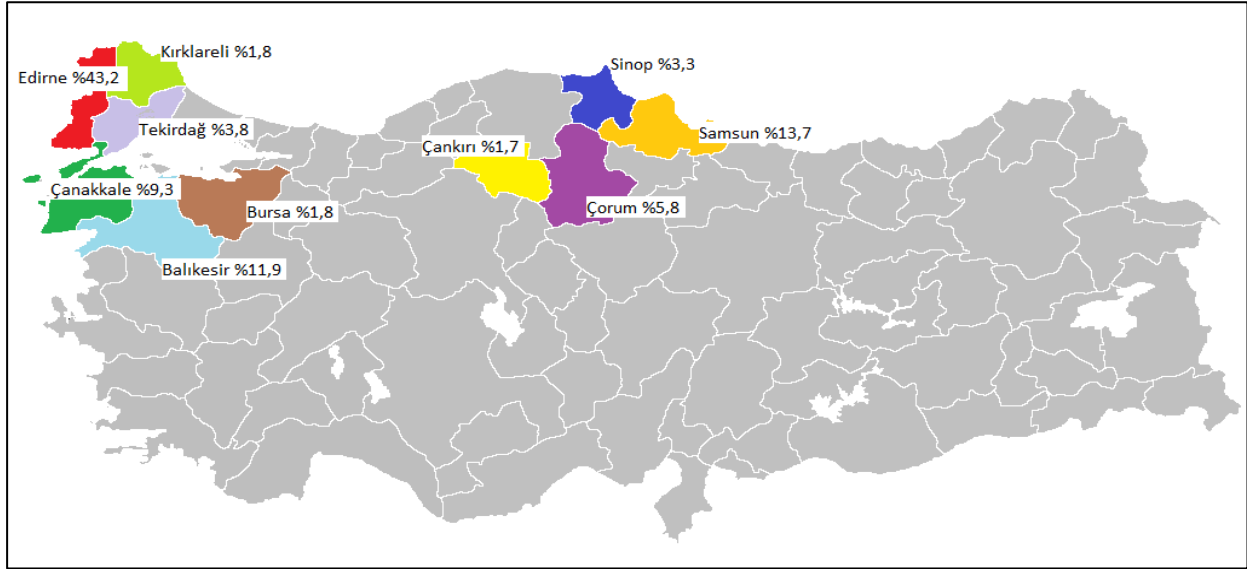 Kırklareli %1,8
Edirne %43,2
Sinop %3,3
Tekirdağ %3,8
Samsun %13,7
Çankırı %1,7
Çanakkale %9,3
Bursa %1,8
Çorum %5,8
Balıkesir %11,9